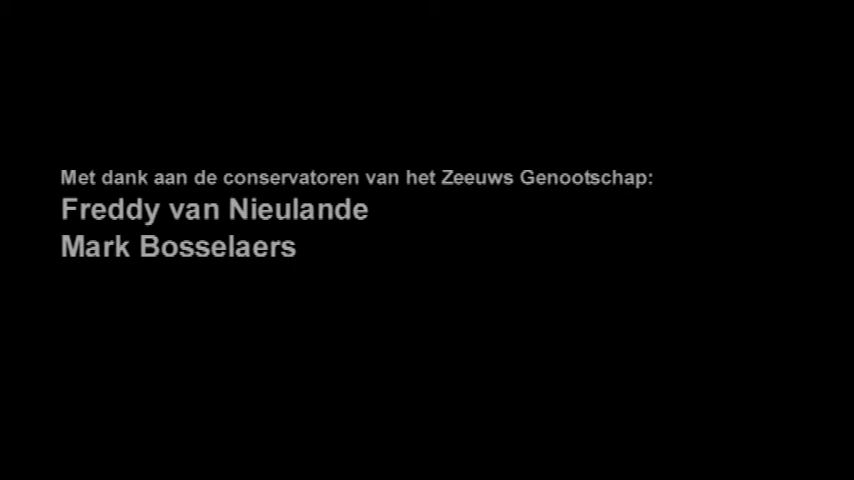 Met dank aan de conservatoren van het Zeeuws Genootschap:
Freddy van Nieulande
Mark Bosselaers